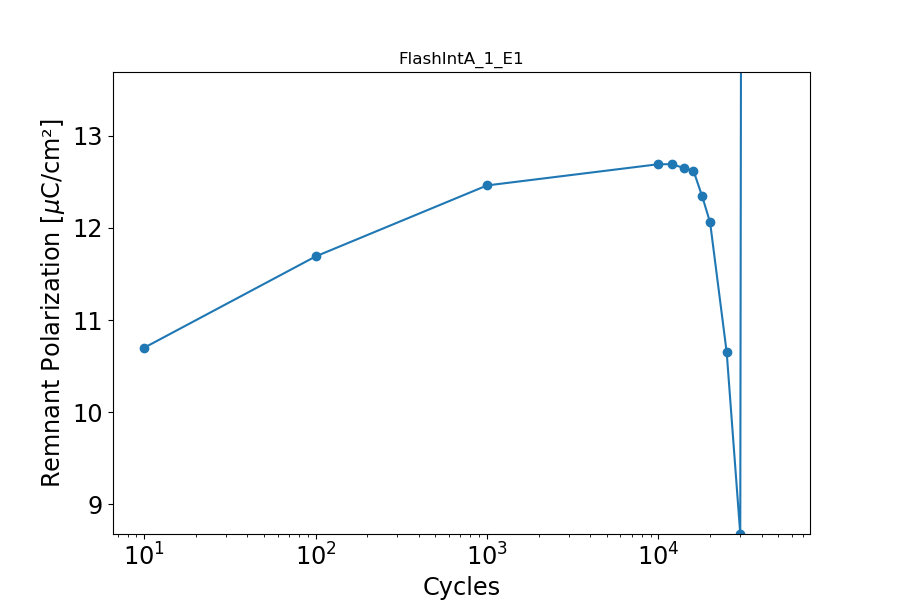 FlashIntA_1_E1
Remnant Polarization [μC/cm²]
13
12
11
10
9
10¹ 10² 10³ 10⁴
Cycles